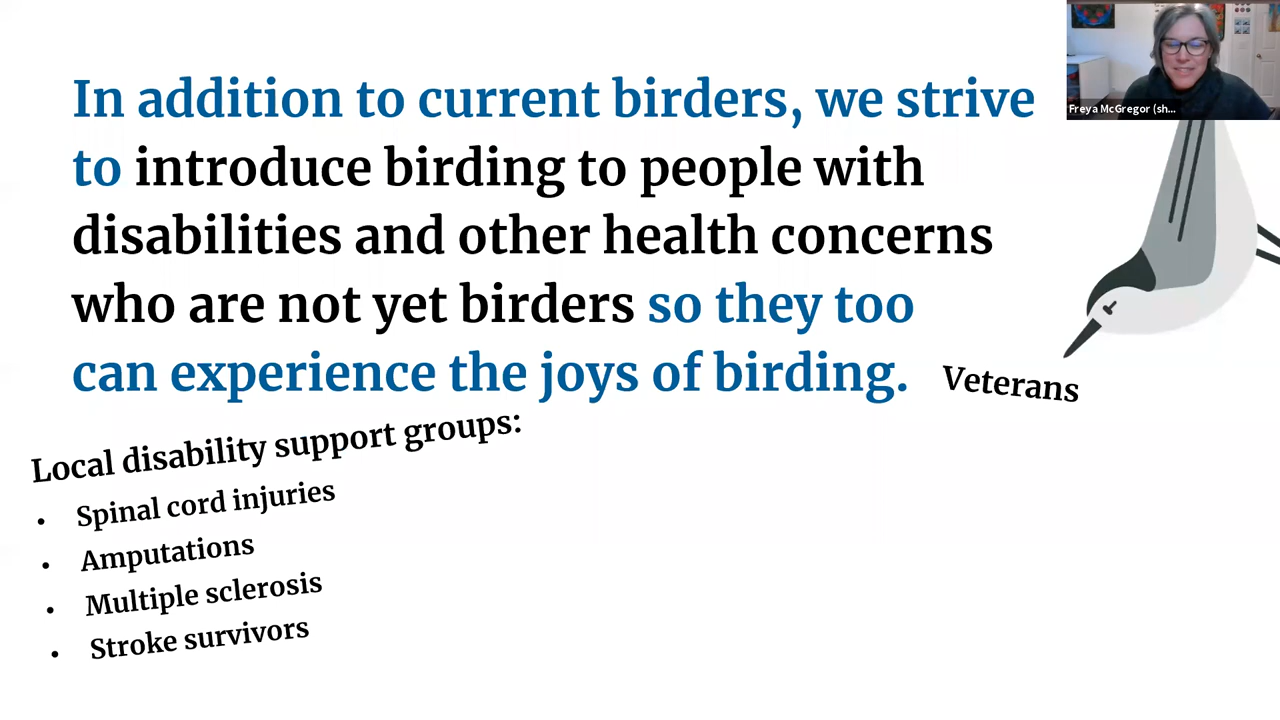 In addition to current birders, we strive
to introduce birding to people with
disabilities and other health concerns
who are not yet birders so they too
can experience the joys of birding.
Veterans
Local disability support groups:
• Spinal cord injuries
• Amputations
• Multiple sclerosis
• Stroke survivors
Freya McGregor (sh...